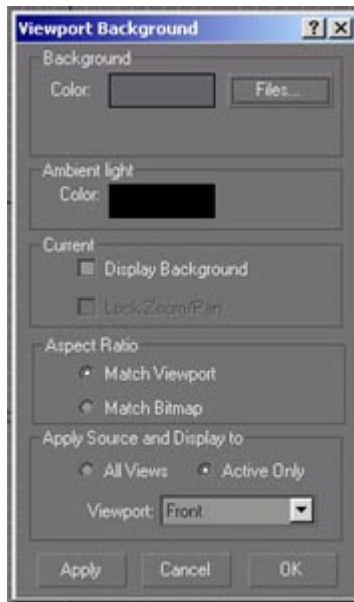 Viewport Background
Background
Color: Files...
Ambient light
Color:
Current
Display Background
Lock Zoom/Pan
Aspect Ratio
Match Viewport
Match Bitmap
Apply Source and Display to
All Views Active Only
Viewport: Front
Apply Cancel OK